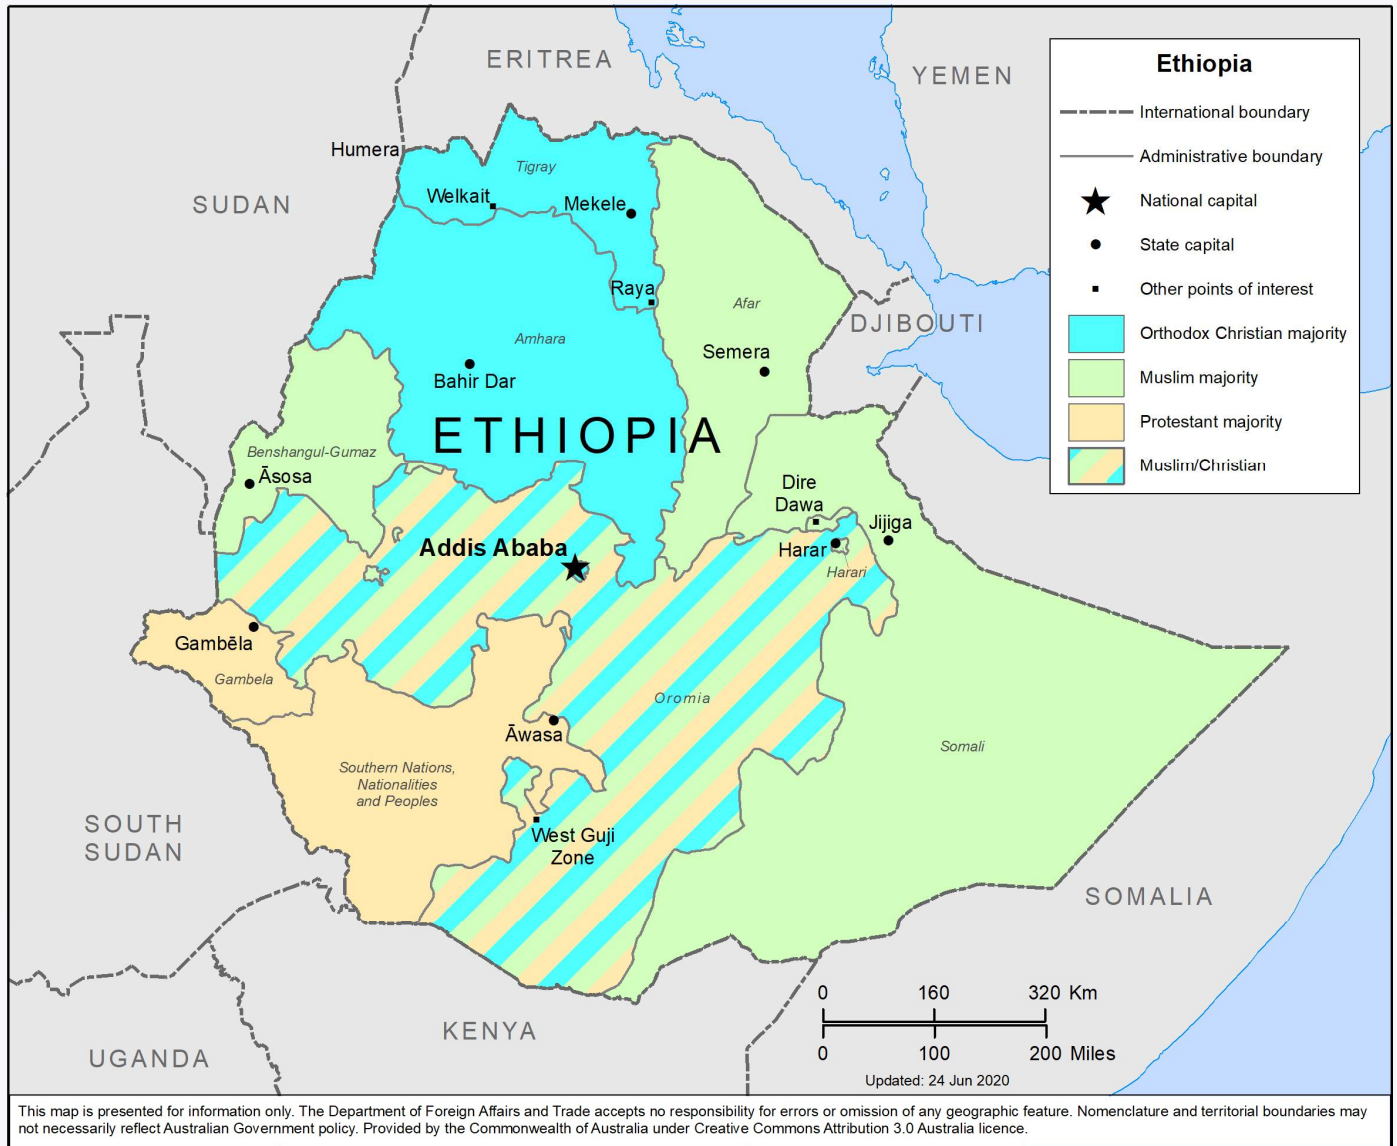 ERITREA
YEMEN
Humera
Tigray
SUDAN
Welkait
Mekele
Raya
Afar
DJIBOUTI
Amhara
Semera
Bahir Dar
ETHIOPIA
Benshangul-Gumaz
Āsosa
Dire
Dawa
Jijiga
Addis Ababa
Harar
Harari
Gambēla
Gambela
Oromia
Āwasa
Somali
Southern Nations,
Nationalities
and Peoples
West Guji
Zone
SOUTH
SUDAN
SOMALIA
KENYA
UGANDA
Ethiopia
International boundary
Administrative boundary
National capital
State capital
Other points of interest
Orthodox Christian majority
Muslim majority
Protestant majority
Muslim/Christian
0 160 320 Km
0 100 200 Miles
Updated: 24 Jun 2020
This map is presented for information only. The Department of Foreign Affairs and Trade accepts no responsibility for errors or omission of any geographic feature. Nomenclature and territorial boundaries may
not necessarily reflect Australian Government policy. Provided by the Commonwealth of Australia under Creative Commons Attribution 3.0 Australia licence.